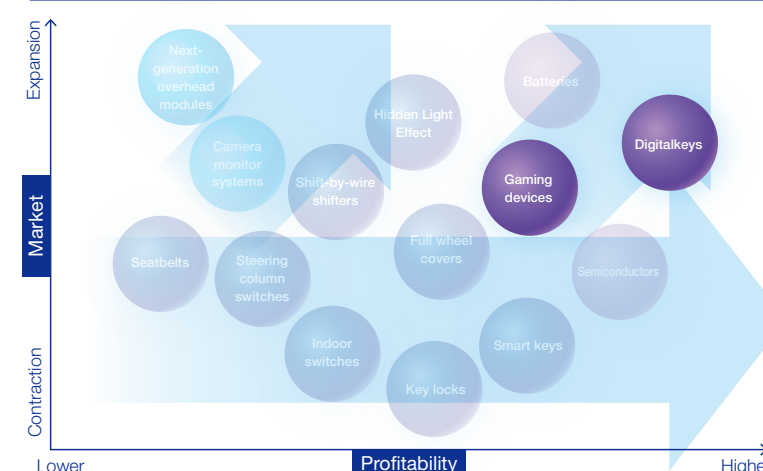 Expansion
Market
Contraction
Next-
generation
overhead
modules
Camera
monitor
systems
Hidden Light
Effect
Shift-by-wire
shifters
Batteries
Digitalkeys
Gaming
devices
Seatbelts
Steering
column
switches
Full wheel
covers
Semiconductors
Indoor
switches
Smart keys
Key locks
Lower
Profitability
Highe